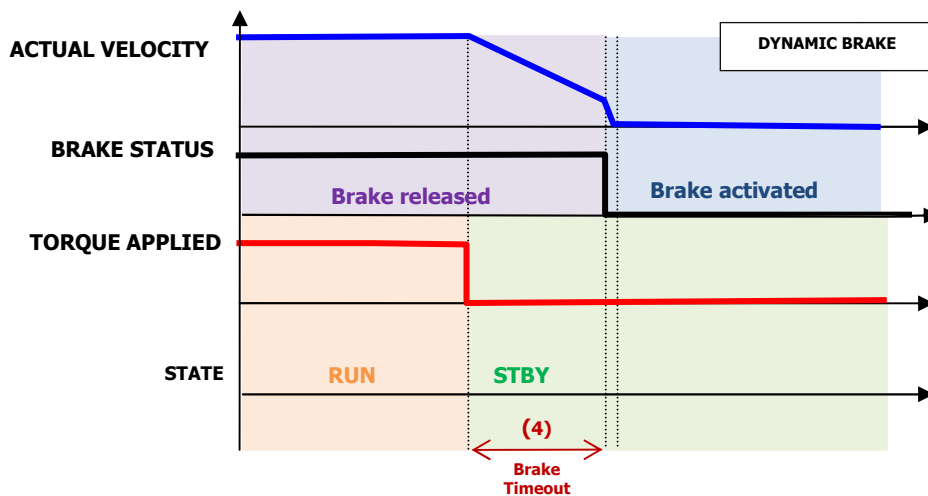 DYNAMIC BRAKE
ACTUAL VELOCITY
BRAKE STATUS
Brake released
Brake activated
TORQUE APPLIED
STATE
RUN
STBY
(4)
Brake
Timeout